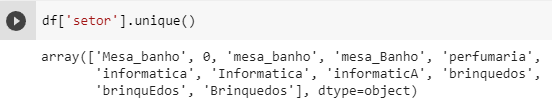 df['setor'].unique()
array(['Mesa_banho', 0, 'mesa_banho', 'mesa_Banho', 'perfumaria',
'informatica', 'Informatica', 'informaticA', 'brinquedos',
'brinquEdos', 'Brinquedos'], dtype=object)